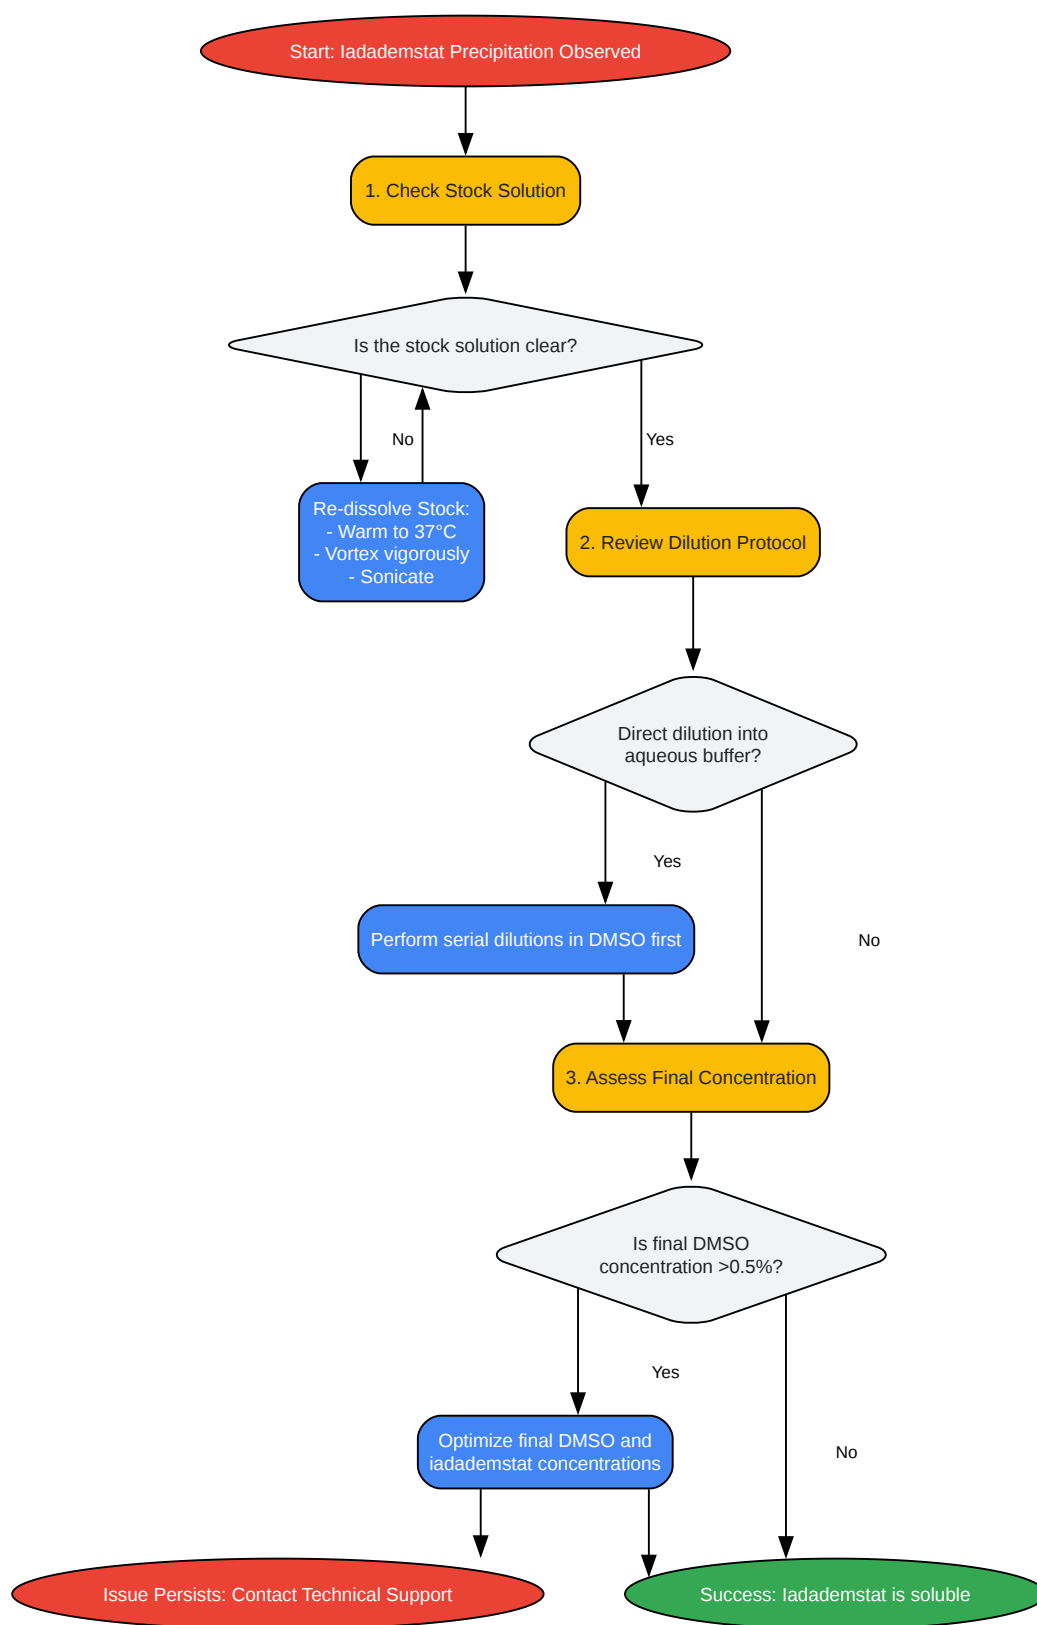 Start: Iadademstat Precipitation Observed
1. Check Stock Solution
Is the stock solution clear?
No
Yes
Re-dissolve Stock:
- Warm to 37°C
- Vortex vigorously
- Sonicate
2. Review Dilution Protocol
Direct dilution into
aqueous buffer?
Yes
Perform serial dilutions in DMSO first
No
3. Assess Final Concentration
Is final DMSO
concentration >0.5%?
Yes
Optimize final DMSO and
iadademstat concentrations
No
Issue Persists: Contact Technical Support
Success: Iadademstat is soluble